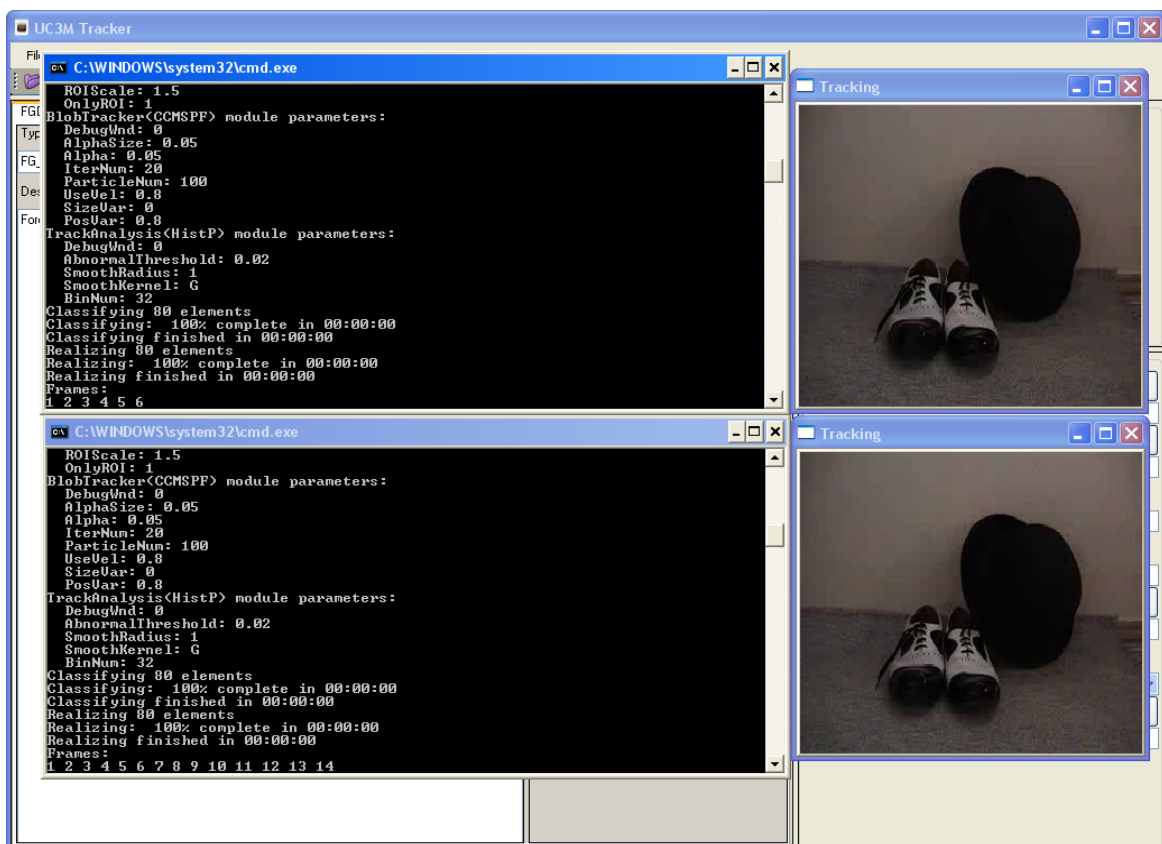 UC3M Tracker
C:\WINDOWS\system32\cmd.exe
ROIScale: 1.5
OnlyROI: 1
BlobTracker(CCMSPF) module parameters:
DebugWnd: 0
AlphaSize: 0.05
Alpha: 0.05
IterNum: 20
ParticleNum: 100
UseVel: 0.8
SizeVar: 0
PosVar: 0.8
TrackAnalysis(HistP) module parameters:
DebugWnd: 0
AbnormalThreshold: 0.02
SmoothRadius: 1
SmoothKernel: G
BinNum: 32
Classifying 80 elements
Classifying:  100% complete in 00:00:00
Classifying finished in 00:00:00
Realizing 80 elements
Realizing:  100% complete in 00:00:00
Realizing finished in 00:00:00
Frames:
1 2 3 4 5 6
Tracking
C:\WINDOWS\system32\cmd.exe
ROIScale: 1.5
OnlyROI: 1
BlobTracker(CCMSPF) module parameters:
DebugWnd: 0
AlphaSize: 0.05
Alpha: 0.05
IterNum: 20
ParticleNum: 100
UseVel: 0.8
SizeVar: 0
PosVar: 0.8
TrackAnalysis(HistP) module parameters:
DebugWnd: 0
AbnormalThreshold: 0.02
SmoothRadius: 1
SmoothKernel: G
BinNum: 32
Classifying 80 elements
Classifying:  100% complete in 00:00:00
Classifying finished in 00:00:00
Realizing 80 elements
Realizing:  100% complete in 00:00:00
Realizing finished in 00:00:00
Frames:
1 2 3 4 5 6 7 8 9 10 11 12 13 14
Tracking